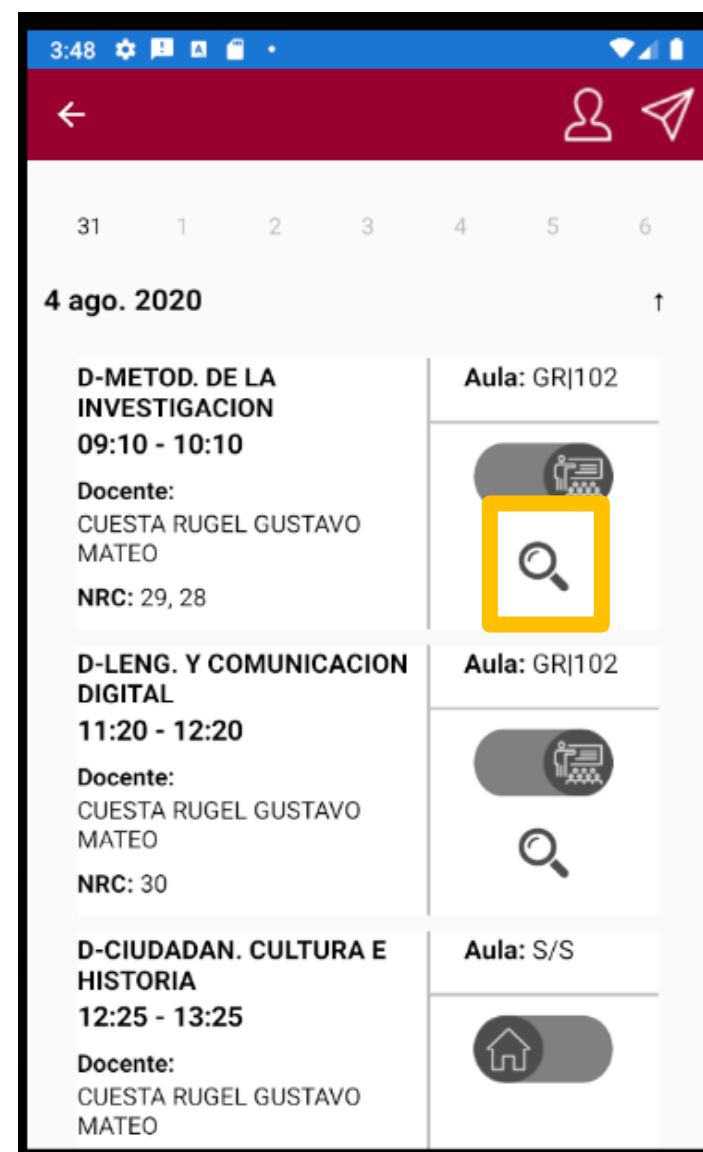 3:48
31 1 2 3 4 5 6
4 ago. 2020 ↑
D-METOD. DE LA
INVESTIGACION
09:10 - 10:10
Docente:
CUESTA RUGEL GUSTAVO
MATEO
NRC: 29, 28
Aula: GR|102
D-LENG. Y COMUNICACION
DIGITAL
11:20 - 12:20
Docente:
CUESTA RUGEL GUSTAVO
MATEO
NRC: 30
Aula: GR|102
D-CIUDADAN. CULTURA E
HISTORIA
12:25 - 13:25
Docente:
CUESTA RUGEL GUSTAVO
MATEO
Aula: S/S